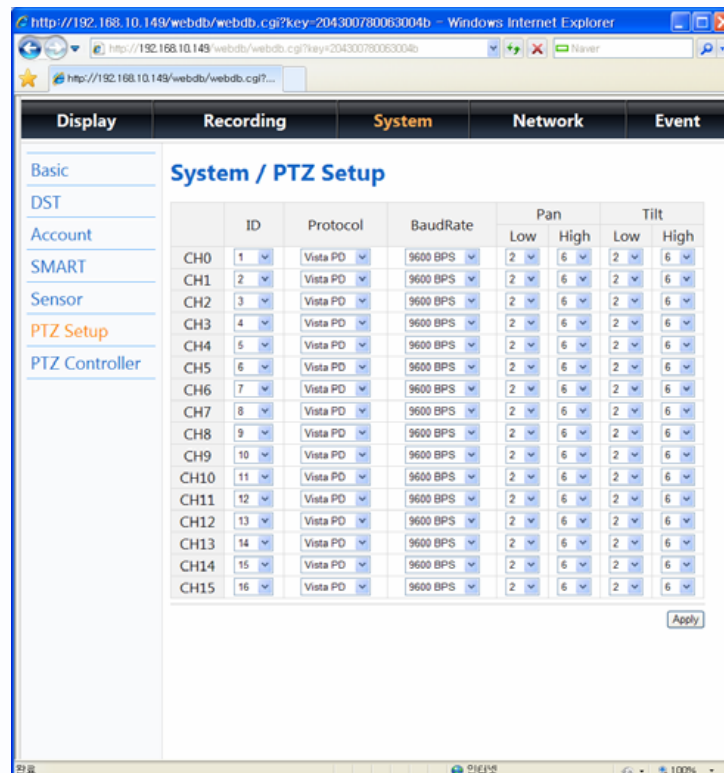 http://192.168.10.149/webdb/webdb.cgi?key=204300780063004b - Windows Internet Explorer
http://192.168.10.149/webdb/webdb.cgi?key=204300780063004b Naver
http://192.168.10.149/webdb/webdb.cgi?...
Display Recording System Network Event
Basic
DST
Account
SMART
Sensor
PTZ Setup
PTZ Controller
System / PTZ Setup
ID Protocol BaudRate Pan Tilt
Low High Low High
CH0 1 Vista PD 9600 BPS 2 6 2 6
CH1 2 Vista PD 9600 BPS 2 6 2 6
CH2 3 Vista PD 9600 BPS 2 6 2 6
CH3 4 Vista PD 9600 BPS 2 6 2 6
CH4 5 Vista PD 9600 BPS 2 6 2 6
CH5 6 Vista PD 9600 BPS 2 6 2 6
CH6 7 Vista PD 9600 BPS 2 6 2 6
CH7 8 Vista PD 9600 BPS 2 6 2 6
CH8 9 Vista PD 9600 BPS 2 6 2 6
CH9 10 Vista PD 9600 BPS 2 6 2 6
CH10 11 Vista PD 9600 BPS 2 6 2 6
CH11 12 Vista PD 9600 BPS 2 6 2 6
CH12 13 Vista PD 9600 BPS 2 6 2 6
CH13 14 Vista PD 9600 BPS 2 6 2 6
CH14 15 Vista PD 9600 BPS 2 6 2 6
CH15 16 Vista PD 9600 BPS 2 6 2 6
Apply
완료 인터넷 100%